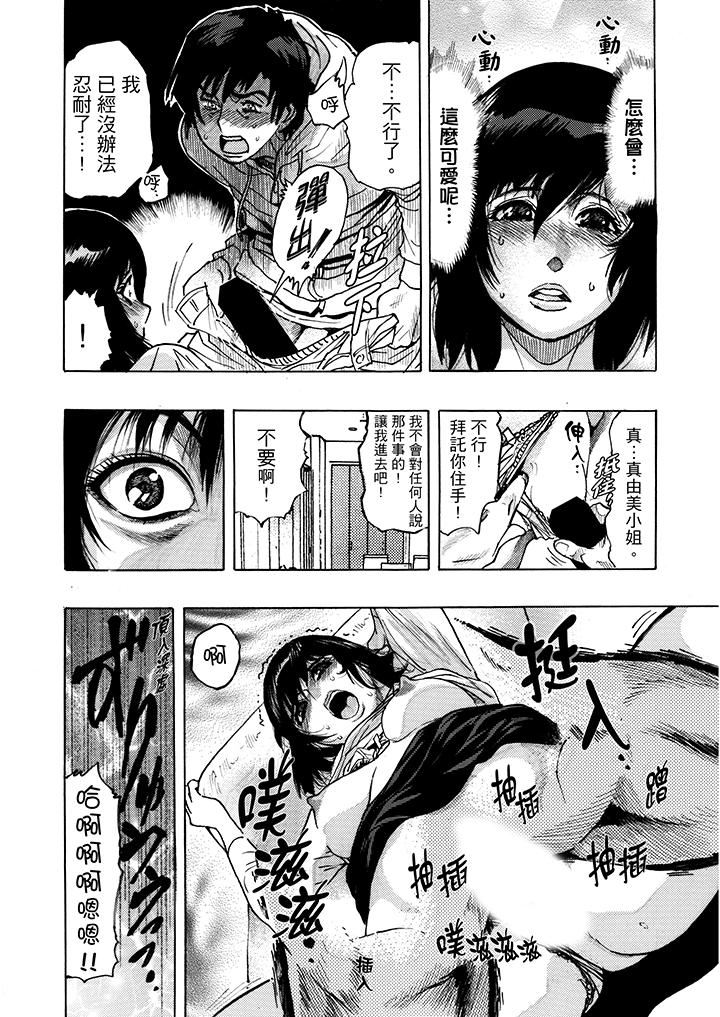 心動…
心動…
怎麼會…
這麼可愛呢…
不…不行了。
我
已經沒辦法
忍耐了…！
呼
呼…
彈出！
拉下
！
真…真由美小姐。
伸入…
抵住
不行！
拜託你住手！
我不會對任何人說
那件事的！
讓我進去吧！
不要啊！
挺入
啊
蹭
抽插
抽插
抽插
噗滋滋
噗滋滋滋
插入
頂入深處
哈啊啊啊嗯嗯！！